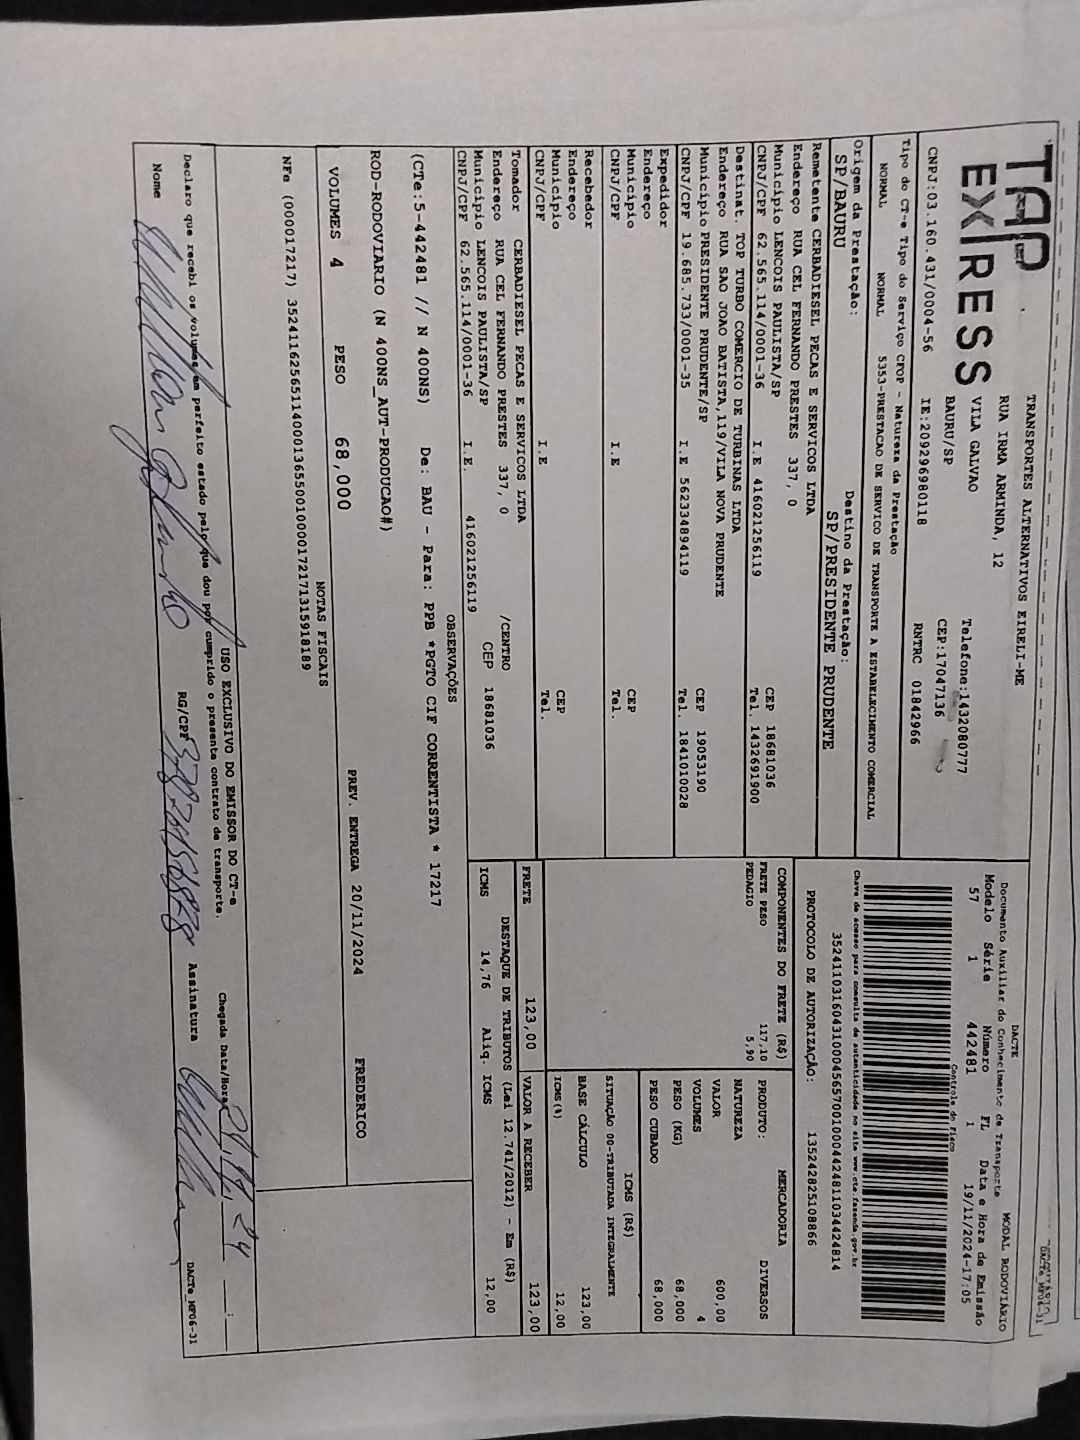 TAP
EXPRESS
TRANSPORTES ALTERNATIVOS EIRELI-ME
RUA IRMA ARMINDA, 12
VILA GALVAO Telefone:1432080777
BAURU/SP CEP:17047136
CNPJ:03.160.431/0004-56 IE:209296980118 RNTRC 01842966
Tipo do CT-e Tipo do Serviço CFOP - Natureza da Prestação
NORMAL NORMAL 5353-PRESTACAO DE SERVICO DE TRANSPORTE A ESTABELECIMENTO COMERCIAL
Origem da Prestação: Destino da Prestação:
SP/BAURU SP/PRESIDENTE PRUDENTE
Remetente CERBADIESEL PECAS E SERVICOS LTDA
Endereço RUA CEL FERNANDO PRESTES 337, 0
Município LENCOIS PAULISTA/SP CEP 18681036
CNPJ/CPF 62.565.114/0001-36 I.E 416021256119 Tel. 1432691900
Destinat. TOP TURBO COMERCIO DE TURBINAS LTDA
Endereço RUA SAO JOAO BATISTA,119/VILA NOVA PRUDENTE
Município PRESIDENTE PRUDENTE/SP CEP 19053190
CNPJ/CPF 19.685.733/0001-35 I.E 562334894119 Tel. 1841010028
Expedidor
Endereço
Município CEP
CNPJ/CPF I.E Tel.
Recebedor
Endereço
Município CEP
CNPJ/CPF I.E Tel.
Tomador CERBADIESEL PECAS E SERVICOS LTDA
Endereço RUA CEL FERNANDO PRESTES 337, 0 /CENTRO
Município LENCOIS PAULISTA/SP CEP 18681036
CNPJ/CPF 62.565.114/0001-36 I.E. 416021256119
DACTE MODAL RODOVIÁRIO
Documento Auxiliar do Conhecimento de Transporte
Modelo Série Número FL Data e Hora de Emissão
57 1 442481 1 19/11/2024-17:05
Controle do Fisco
Chave de acesso para consulta de autenticidade no site www.cte.fazenda.gov.br
35241103160431000456570010004424811034424814
PROTOCOLO DE AUTORIZAÇÃO: 135242825108866
COMPONENTES DO FRETE (R$)
FRETE PESO 117,10
PEDAGIO 5,90
PRODUTO: MERCADORIA
NATUREZA DIVERSOS
VALOR 600,00
VOLUMES 4
PESO (KG) 68,000
PESO CUBADO 68,000
ICMS (R$)
SITUAÇÃO 00-TRIBUTADA INTEGRALMENTE
BASE CÁLCULO 123,00
ICMS (%) 12,00
FRETE 123,00 VALOR A RECEBER 123,00
DESTAQUE DE TRIBUTOS (Lei 12.741/2012) - Em (R$)
ICMS 14,76 Aliq. ICMS 12,00
OBSERVAÇÕES
(CTe:5-442481 // N 400NS) De: BAU - Para: PPB *PGTO CIF CORRENTISTA * 17217
ROD-RODOVIARIO (N 400NS_AUT-PRODUCAO#)
VOLUMES 4 PESO 68,000 PREV. ENTREGA 20/11/2024 FREDERICO
NOTAS FISCAIS
NFe (000017217) 35241162565114000136550010000172171315918189
USO EXCLUSIVO DO EMISSOR DO CT-e
Declaro que recebi os volumes em perfeito estado pelo que dou por cumprido o presente contrato de transporte. Chegada Data/Hora
Nome RG/CPF Assinatura
DACTe_MF06-31